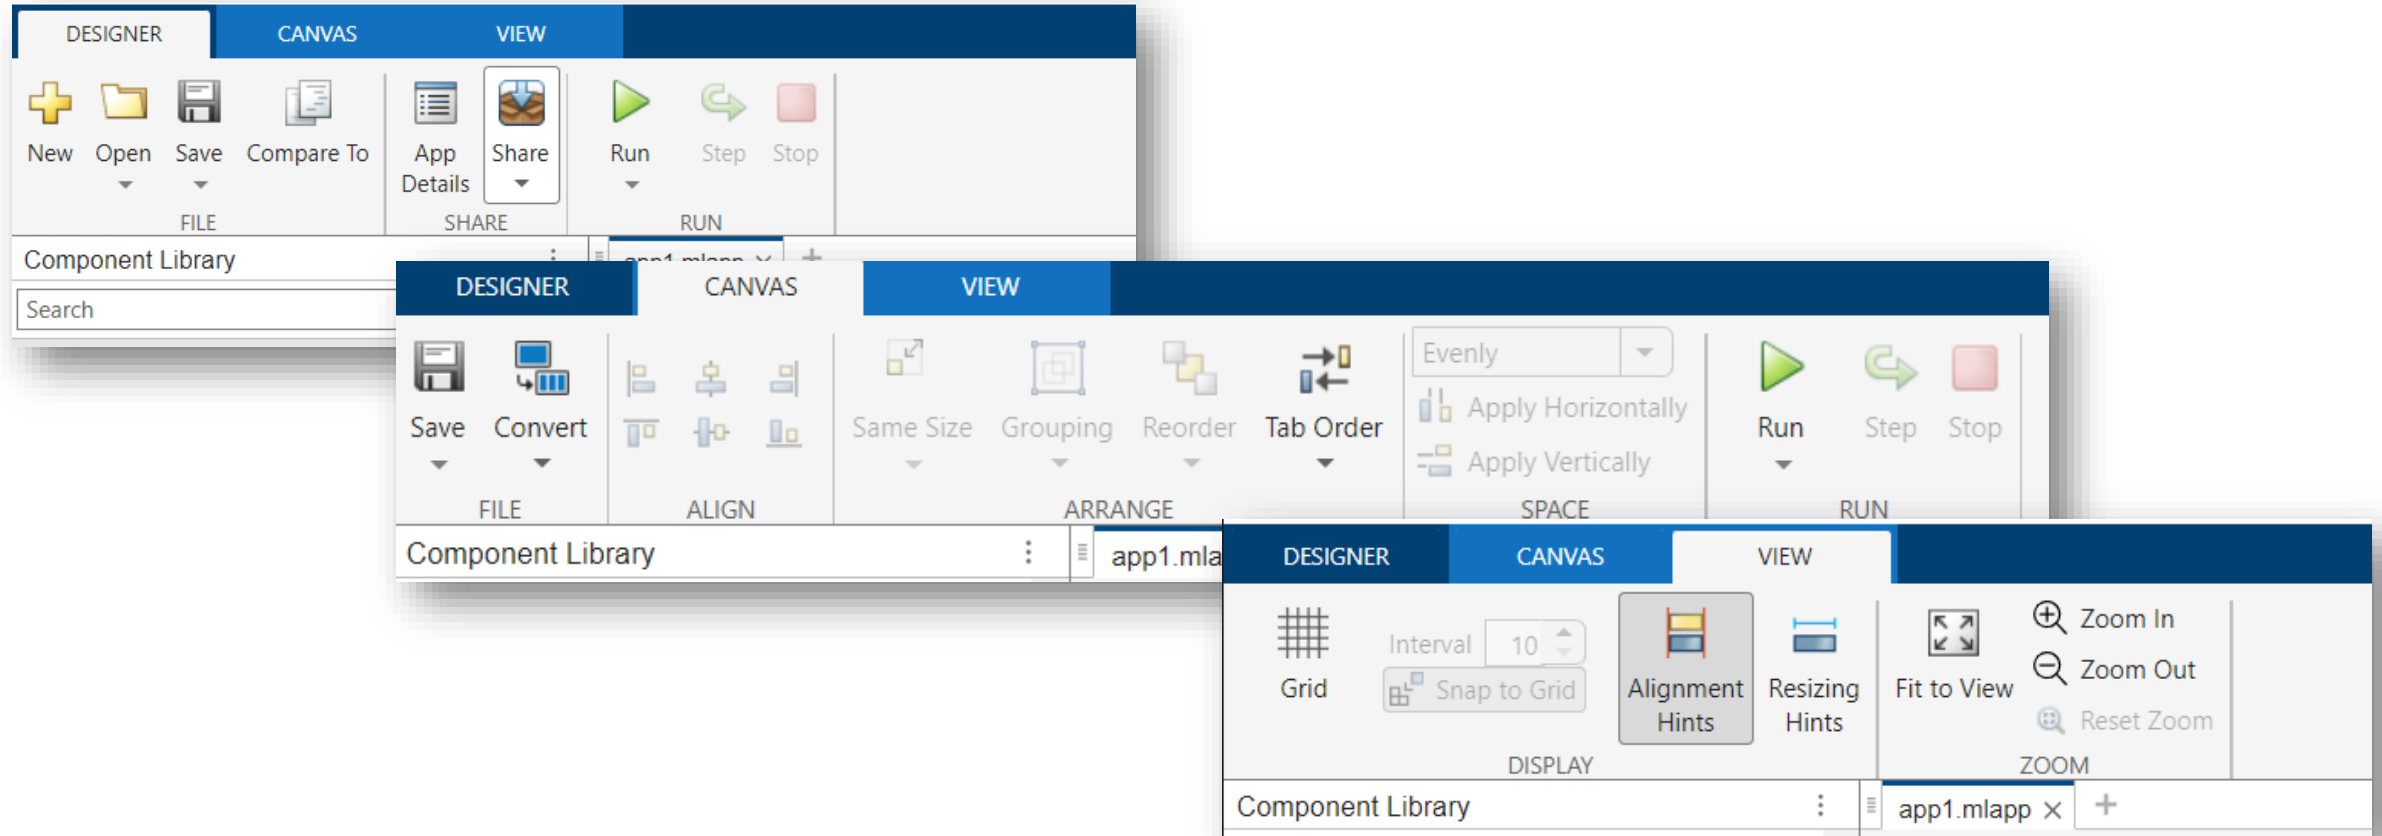 DESIGNER CANVAS VIEW
New Open Save Compare To App Details Share Run Step Stop
FILE SHARE RUN
Component Library app1.mlapp
Search
DESIGNER CANVAS VIEW
Evenly
Save Convert Same Size Grouping Reorder Tab Order Apply Horizontally Run Step Stop
Apply Vertically
FILE ALIGN ARRANGE SPACE RUN
Component Library app1.mla
DESIGNER CANVAS VIEW
Zoom In
Interval 10
Zoom Out
Grid Snap to Grid Alignment Hints Resizing Hints Fit to View
Reset Zoom
DISPLAY ZOOM
Component Library app1.mlapp